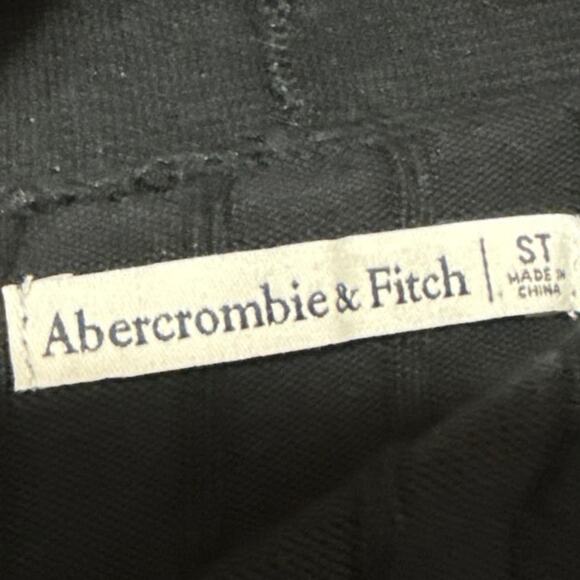 Abercrombie & Fitch
ST
MADE IN
CHINA